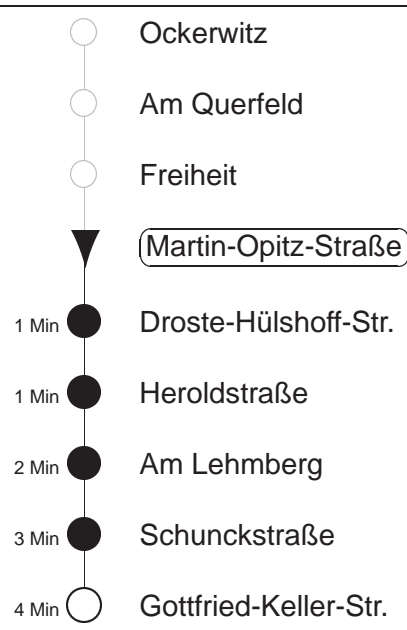 Ockerwitz
Am Querfeld
Freiheit
Martin-Opitz-Straße
1 Min Droste-Hülshoff-Str.
1 Min Heroldstraße
2 Min Am Lehmberg
3 Min Schunckstraße
4 Min Gottfried-Keller-Str.